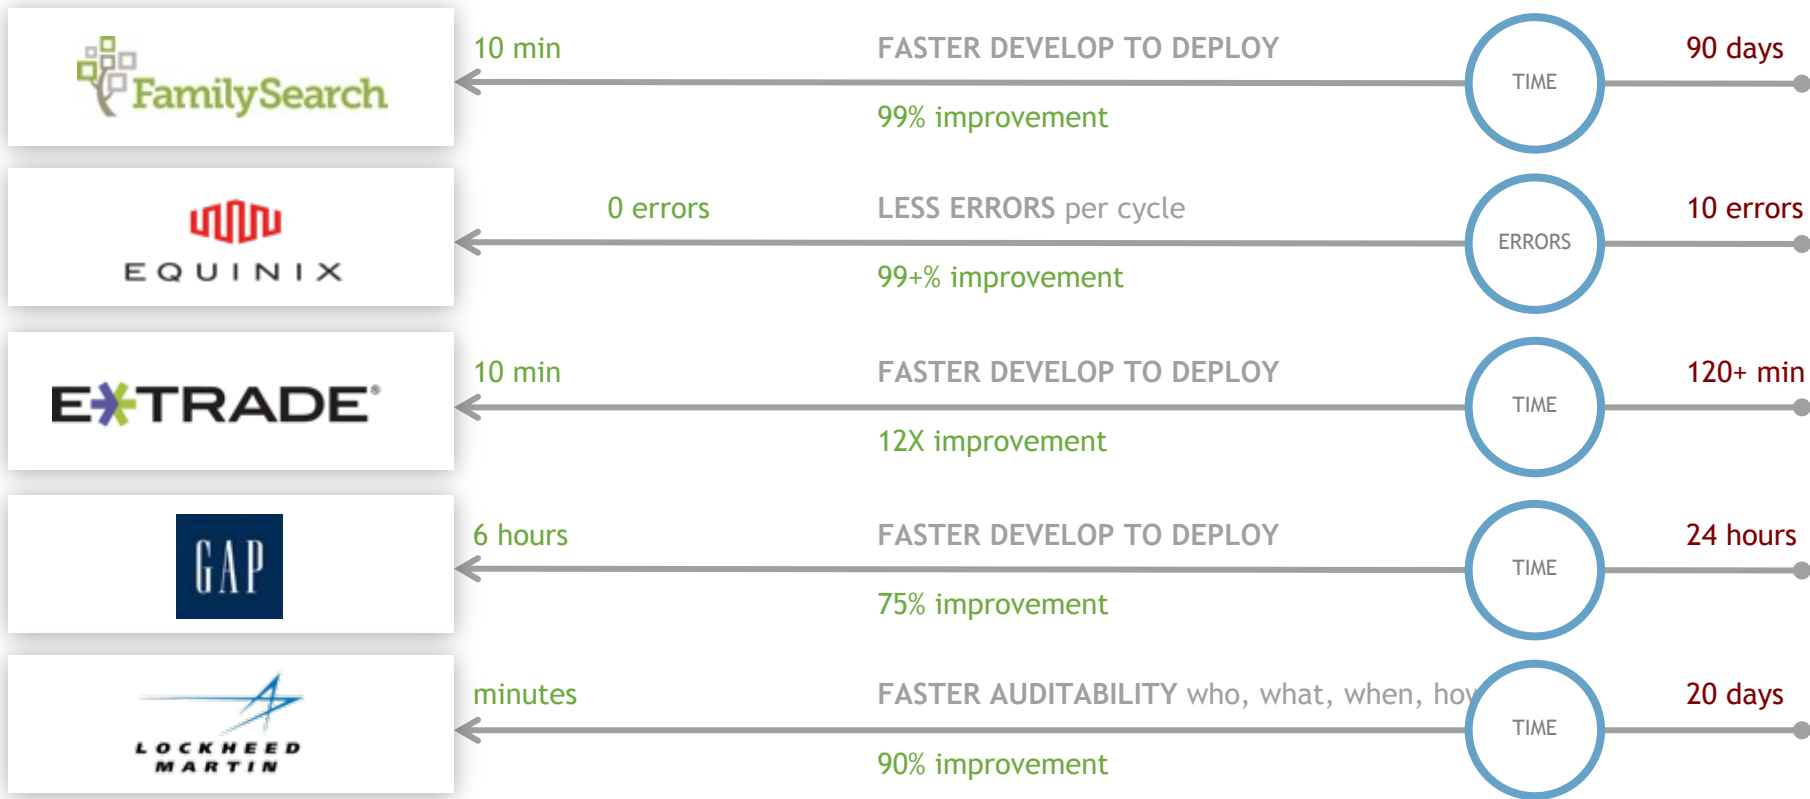 FamilySearch
10 min
FASTER DEVELOP TO DEPLOY
99% improvement
TIME
90 days
EQUINIX
0 errors
LESS ERRORS per cycle
99+% improvement
ERRORS
10 errors
E*TRADE®
10 min
FASTER DEVELOP TO DEPLOY
12X improvement
TIME
120+ min
GAP
6 hours
FASTER DEVELOP TO DEPLOY
75% improvement
TIME
24 hours
LOCKHEED
MARTIN
minutes
FASTER AUDITABILITY who, what, when, how
90% improvement
TIME
20 days